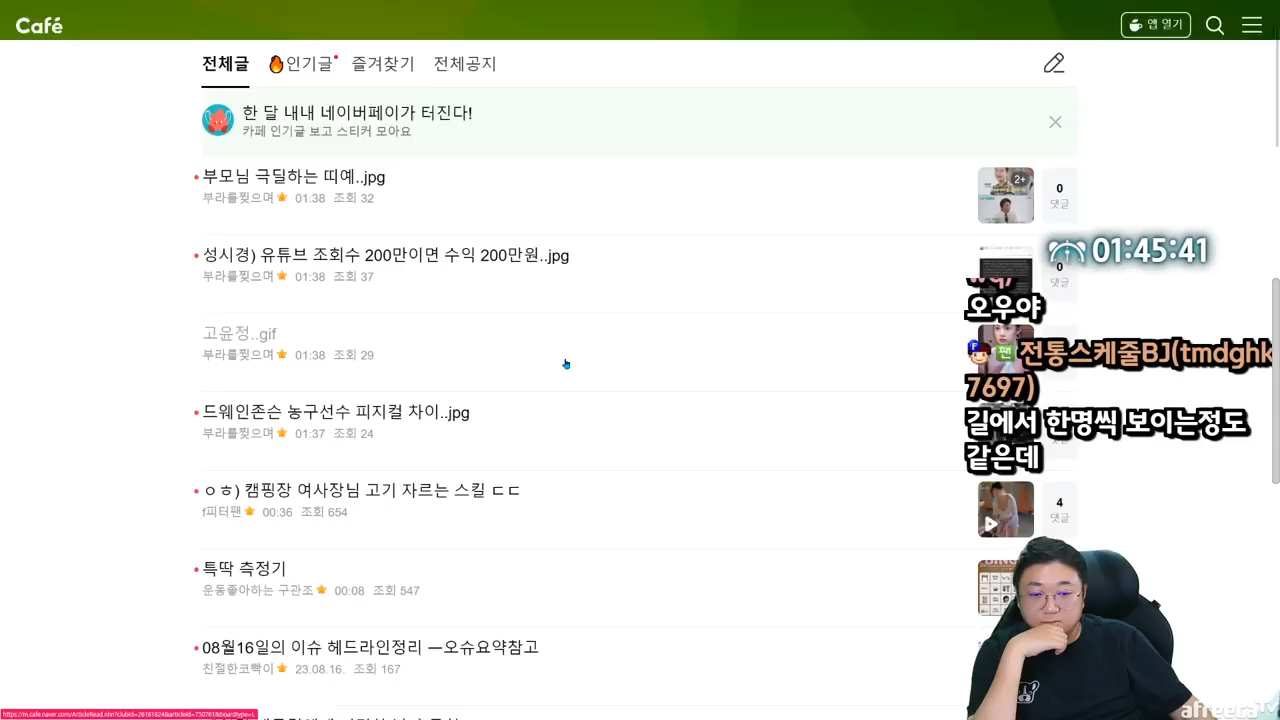 Café
앱 열기
전체글 인기글 즐겨찾기 전체공지
한 달 내내 네이버페이가 터진다!
카페 인기글 보고 스티커 모아요
부모님 극딜하는 띠예..jpg
부라를찢으며 01:38 조회 32
2+
0
댓글
성시경) 유튜브 조회수 200만이면 수익 200만원..jpg
부라를찢으며 01:38 조회 37
0
댓글
01:45:41
오우야
고윤정..gif
부라를찢으며 01:38 조회 29
팬 전통스케줄BJ(tmdghk
7697)
길에서 한명씩 보이는정도
같은데
드웨인존슨 농구선수 피지컬 차이..jpg
부라를찢으며 01:37 조회 24
ㅇㅎ) 캠핑장 여사장님 고기 자르는 스킬 ㄷㄷ
f피터팬 00:36 조회 654
4
댓글
특딱 측정기
운동좋아하는 구관조 00:08 조회 547
08월16일의 이슈 헤드라인정리 ㅡ오슈요약참고
친절한코빡이 23.08.16. 조회 167
https://m.cafe.naver.com/ArticleRead.nhn?clubid=26161824&articleid=750761&boardtype=L
afreecaTV